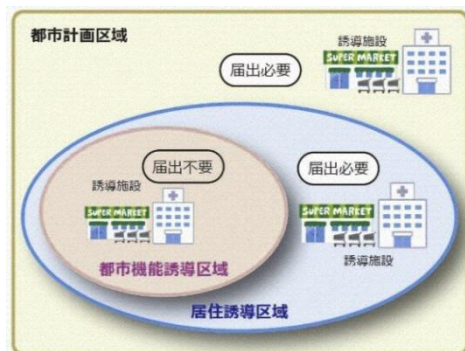 都市計画区域
誘導施設
SUPER MARKET
届出必要
届出不要
誘導施設
SUPER MARKET
都市機能誘導区域
届出必要
SUPER MARKET
誘導施設
居住誘導区域